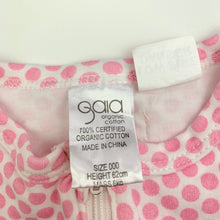 gaia
organic
cotton
100% CERTIFIED
ORGANIC COTTON
MADE IN
CHINA
SIZE 000
HEIGHT 62cm
MASS 6kg